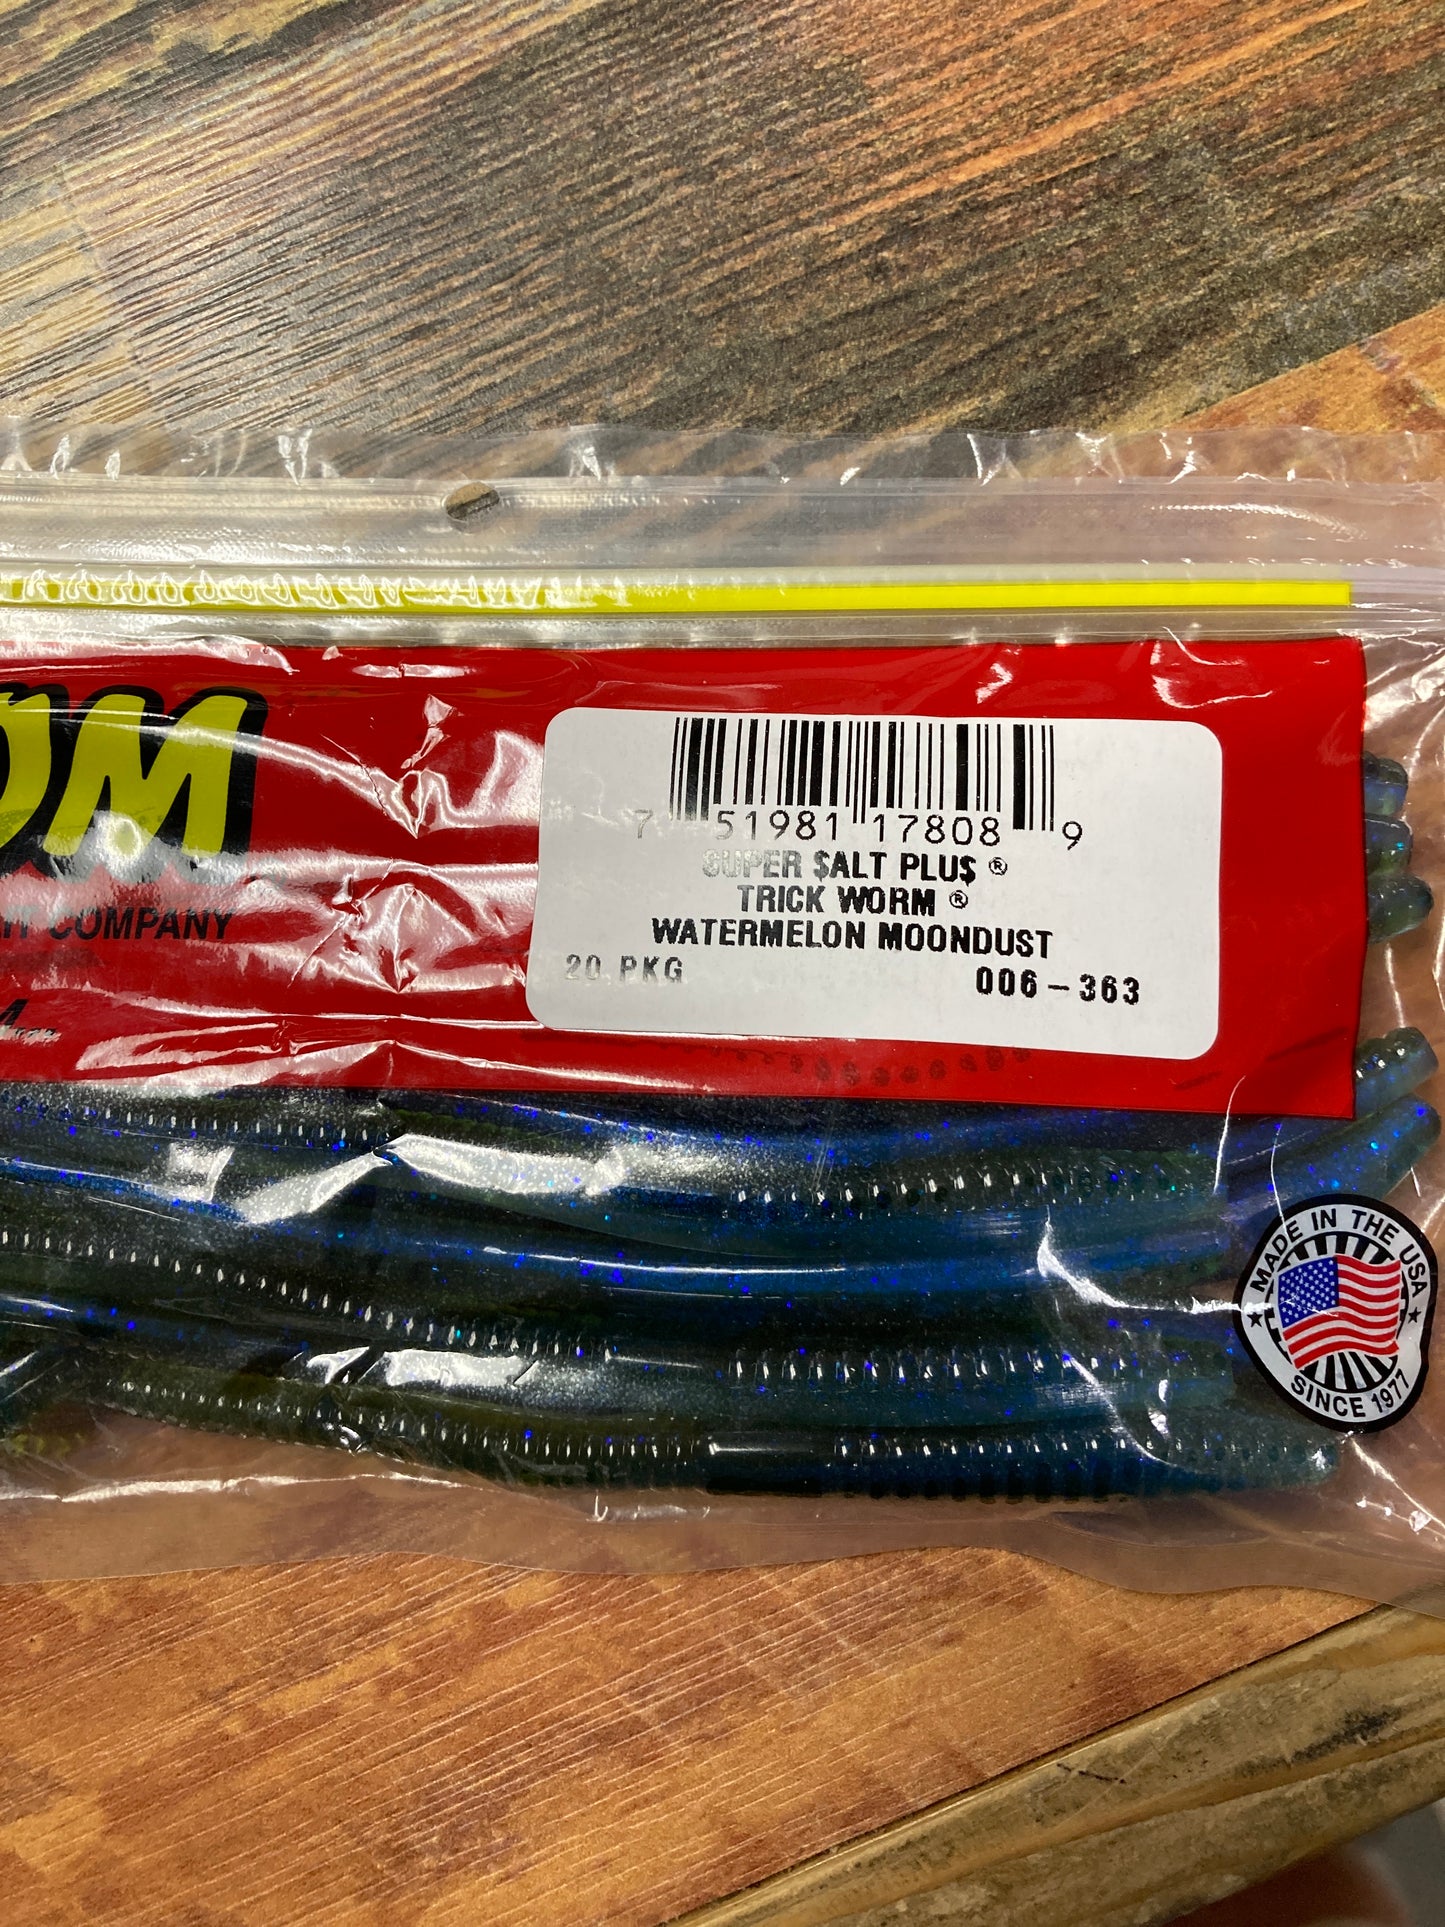 OM
IT COMPANY
7 51981 17808 9
SUPER $ALT PLU$ ®
TRICK WORM ®
WATERMELON MOONDUST
20 PKG 006-363
MADE IN THE USA
SINCE 1977